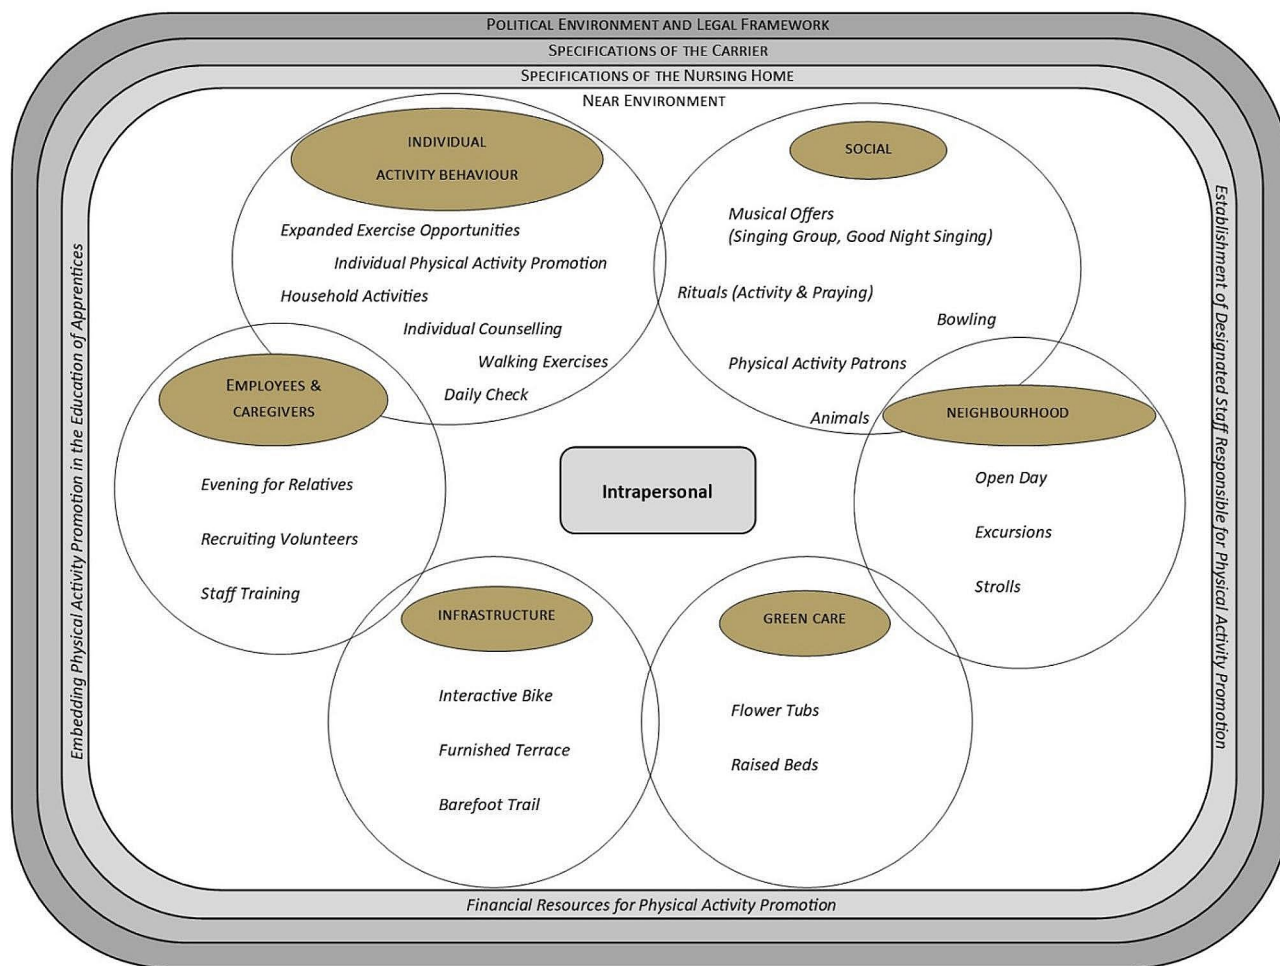 POLITICAL ENVIRONMENT AND LEGAL FRAMEWORK
SPECIFICATIONS OF THE CARRIER
SPECIFICATIONS OF THE NURSING HOME
NEAR ENVIRONMENT
INDIVIDUAL
ACTIVITY BEHAVIOUR
Expanded Exercise Opportunities
Individual Physical Activity Promotion
Household Activities
Individual Counselling
Walking Exercises
Daily Check
SOCIAL
Musical Offers
(Singing Group, Good Night Singing)
Rituals (Activity & Praying)
Bowling
Physical Activity Patrons
Animals
EMPLOYEES &
CAREGIVERS
Evening for Relatives
Recruiting Volunteers
Staff Training
Intrapersonal
NEIGHBOURHOOD
Open Day
Excursions
Strolls
INFRASTRUCTURE
Interactive Bike
Furnished Terrace
Barefoot Trail
GREEN CARE
Flower Tubs
Raised Beds
Embedding Physical Activity Promotion in the Education of Apprentices
Establishment of Designated Staff Responsible for Physical Activity Promotion
Financial Resources for Physical Activity Promotion